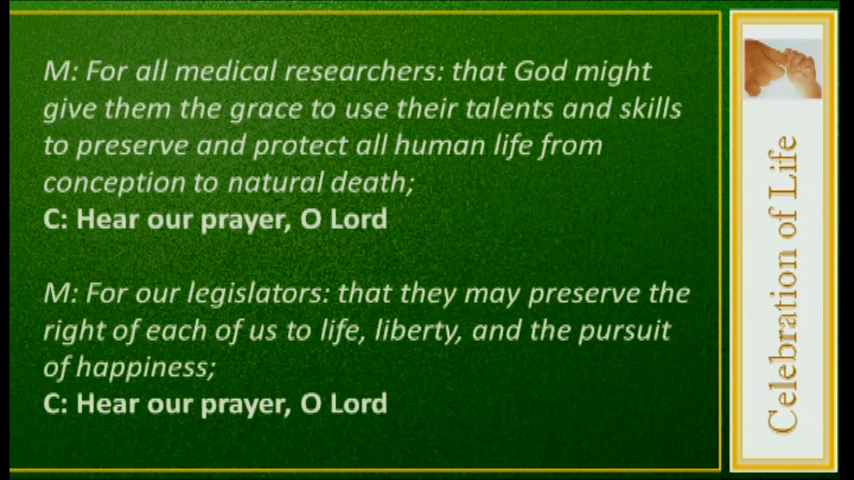 M: For all medical researchers: that God might
give them the grace to use their talents and skills
to preserve and protect all human life from
conception to natural death;
C: Hear our prayer, O Lord
M: For our legislators: that they may preserve the
right of each of us to life, liberty, and the pursuit
of happiness;
C: Hear our prayer, O Lord
Celebration of Life